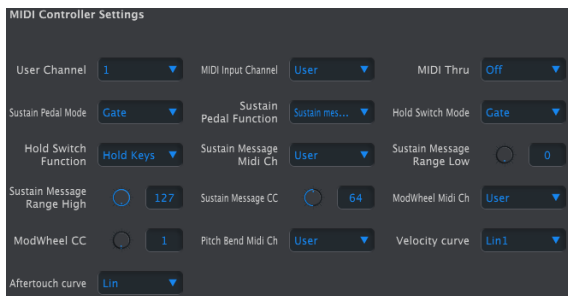 MIDI Controller Settings
User Channel 1 MIDI Input Channel User MIDI Thru Off
Sustain Pedal Mode Gate Sustain Pedal Function Sustain mes... Hold Switch Mode Gate
Hold Switch Function Hold Keys Sustain Message Midi Ch User Sustain Message Range Low 0
Sustain Message Range High 127 Sustain Message CC 64 ModWheel Midi Ch User
ModWheel CC 1 Pitch Bend Midi Ch User Velocity curve Lin1
Aftertouch curve Lin